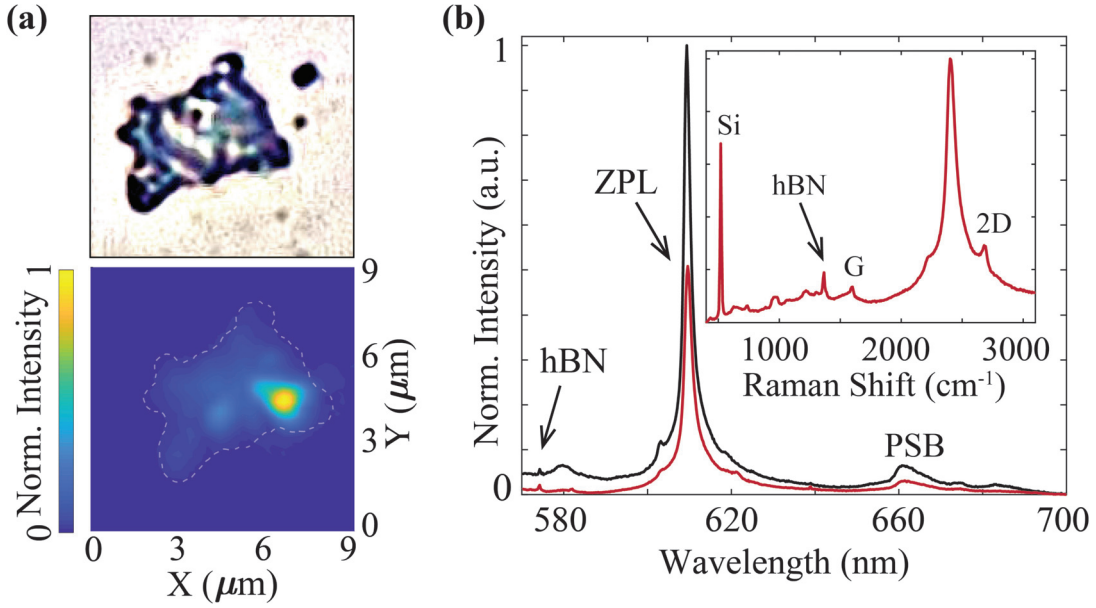 (a)
0 Norm. Intensity 1
9
6
3
0
Y (μm)
0 3 6 9
X (μm)
(b)
1
0
Norm. Intensity (a.u.)
hBN
ZPL
PSB
580 620 660 700
Wavelength (nm)
Si
hBN
G
2D
1000 2000 3000
Raman Shift (cm-1)